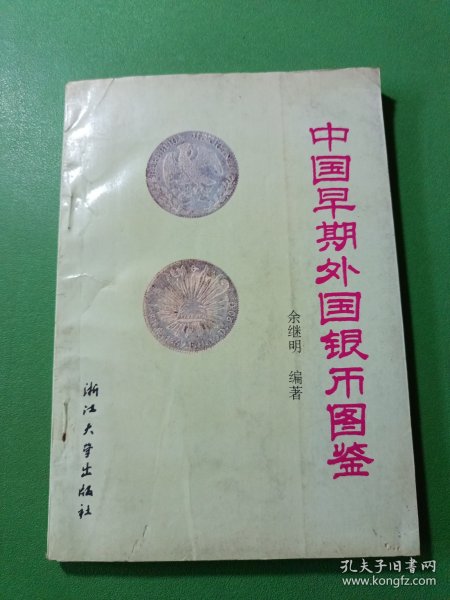 中国早期外国银币图鉴
余继明 编著
浙江大学出版社
孔夫子旧书网
www.kongfz.com